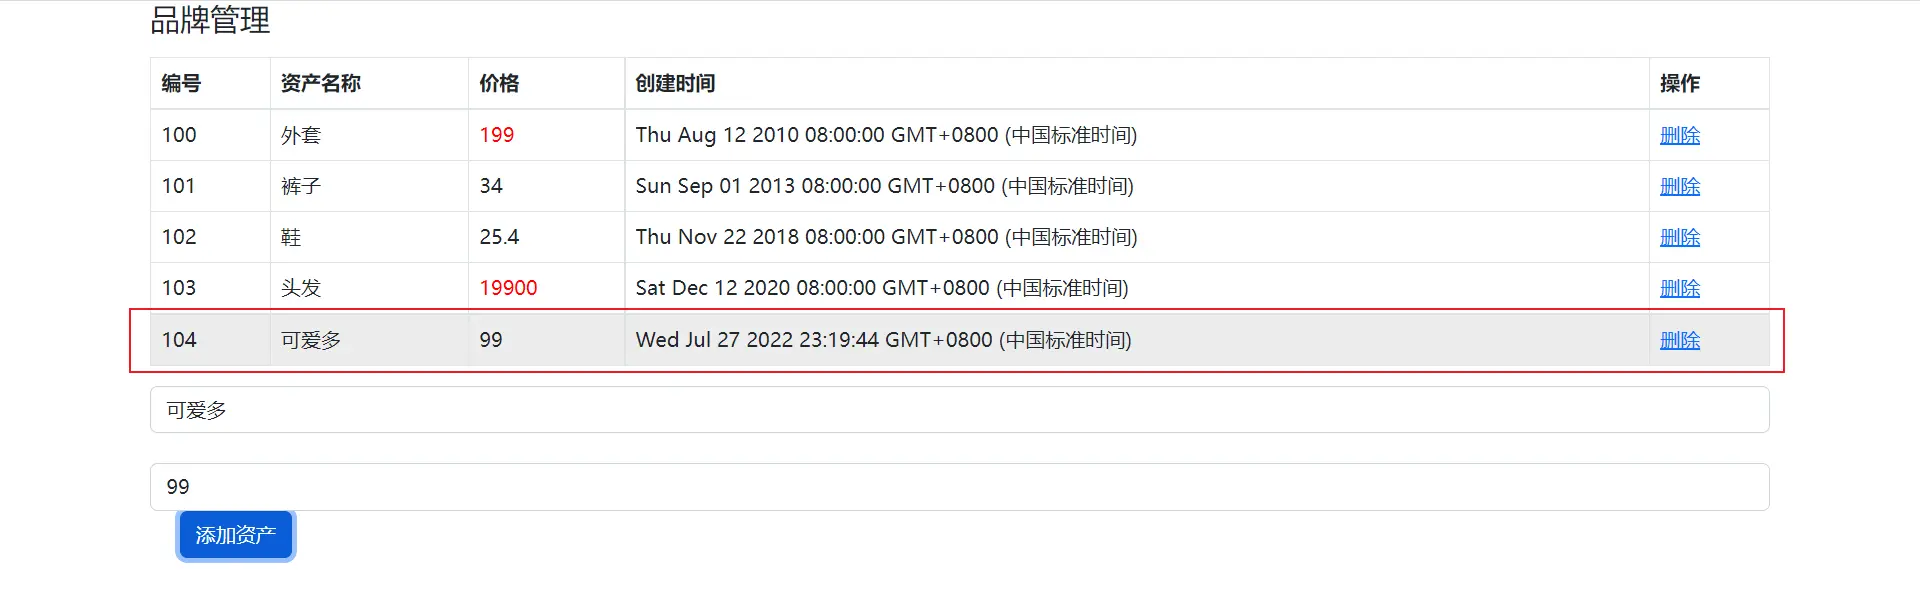 品牌管理
编号 资产名称 价格 创建时间 操作
100 外套 199 Thu Aug 12 2010 08:00:00 GMT+0800 (中国标准时间) 删除
101 裤子 34 Sun Sep 01 2013 08:00:00 GMT+0800 (中国标准时间) 删除
102 鞋 25.4 Thu Nov 22 2018 08:00:00 GMT+0800 (中国标准时间) 删除
103 头发 19900 Sat Dec 12 2020 08:00:00 GMT+0800 (中国标准时间) 删除
104 可爱多 99 Wed Jul 27 2022 23:19:44 GMT+0800 (中国标准时间) 删除
可爱多
99
添加资产